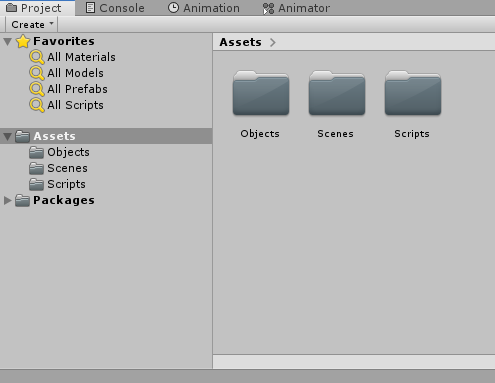 Project Console Animation Animator
Create
Favorites
All Materials
All Models
All Prefabs
All Scripts
Assets
Objects
Scenes
Scripts
Packages
Assets
Objects Scenes Scripts